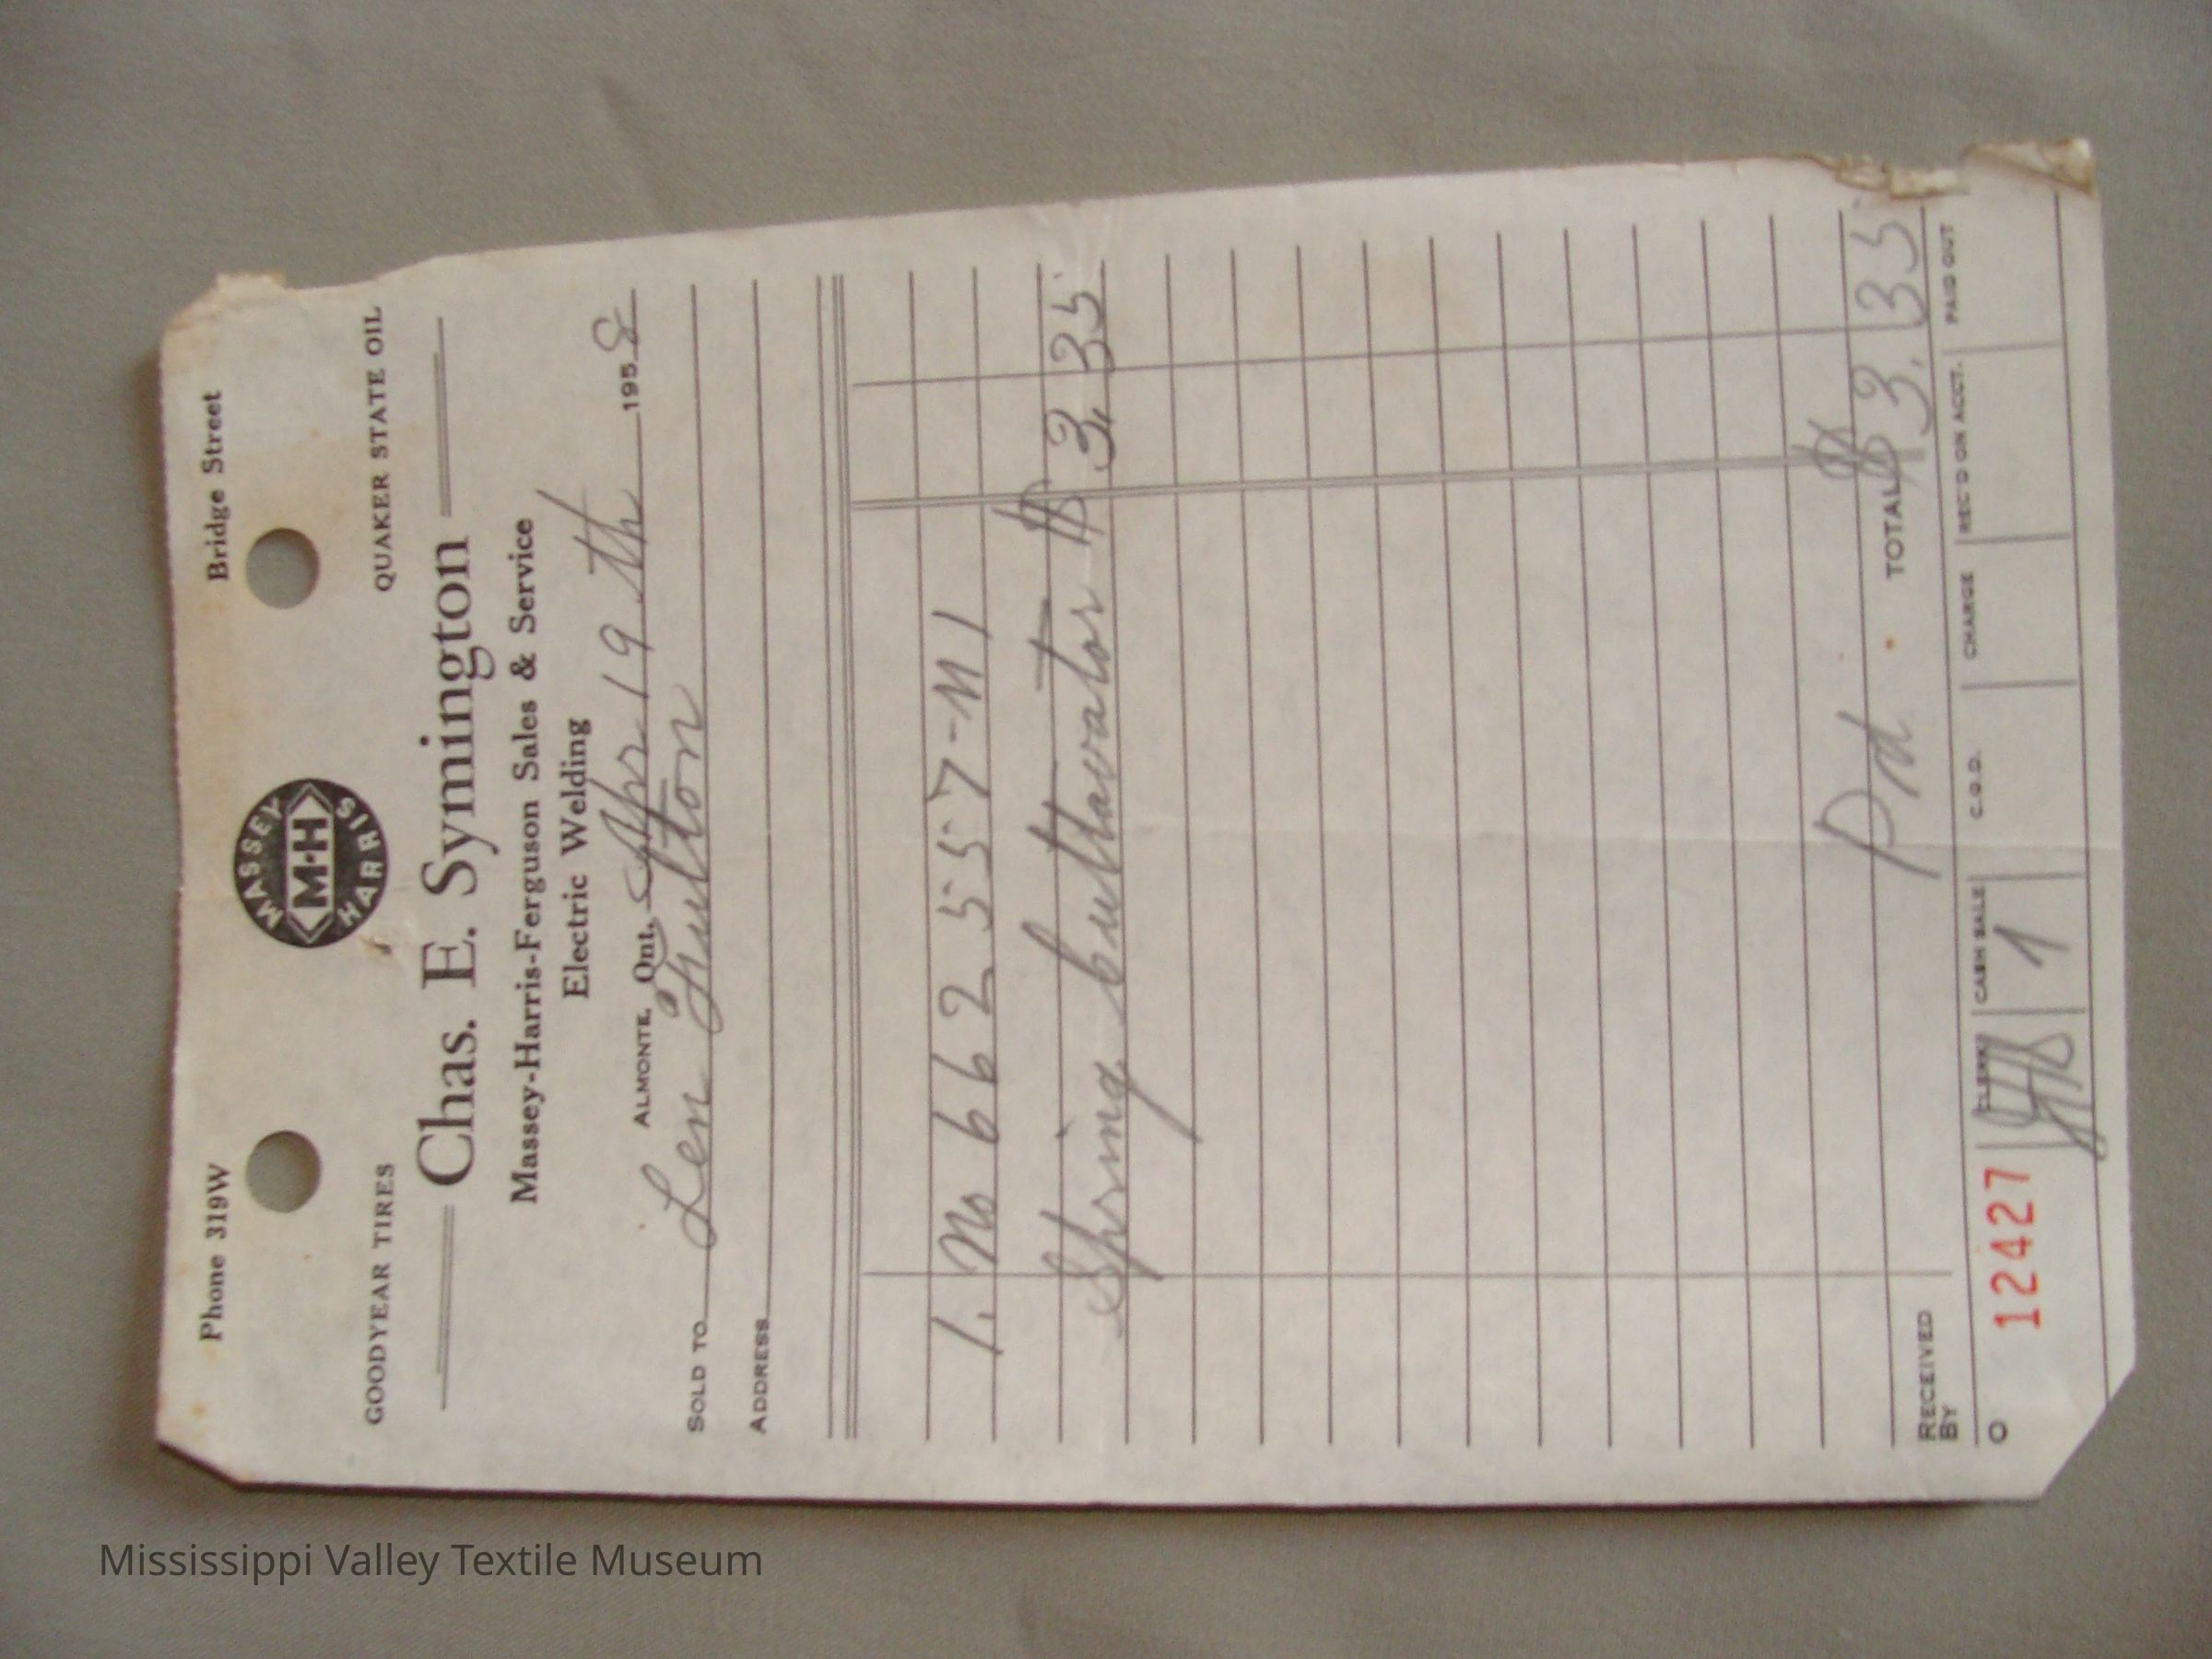 Phone 319W Bridge Street
MASSEY
M-H
HARRIS
GOODYEAR TIRES QUAKER STATE OIL
Chas. E. Symington
Massey-Harris-Ferguson Sales & Service
Electric Welding
ALMONTE, Ont., Apr 19th 1958
SOLD TO Len Fulton
ADDRESS
1. No 662557-M1
Spring Cultavator $ 3.35
Pd TOTAL $ 3.35
RECEIVED
BY
CLERK CASH SALE C.O.D. CHARGE REC'D ON ACCT. PAID OUT
O 12427 1
Mississippi Valley Textile Museum